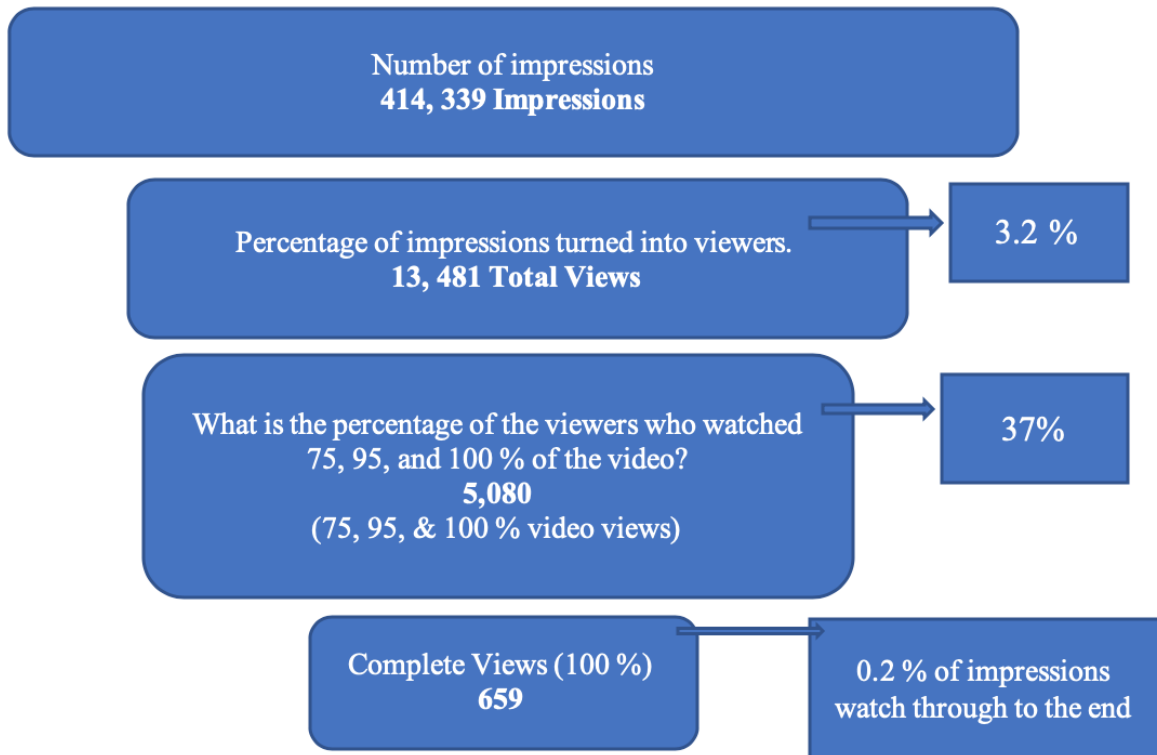 Number of impressions
414, 339 Impressions
Percentage of impressions turned into viewers.
13, 481 Total Views
3.2 %
What is the percentage of the viewers who watched
75, 95, and 100 % of the video?
5,080
(75, 95, & 100 % video views)
37%
Complete Views (100 %)
659
0.2 % of impressions
watch through to the end